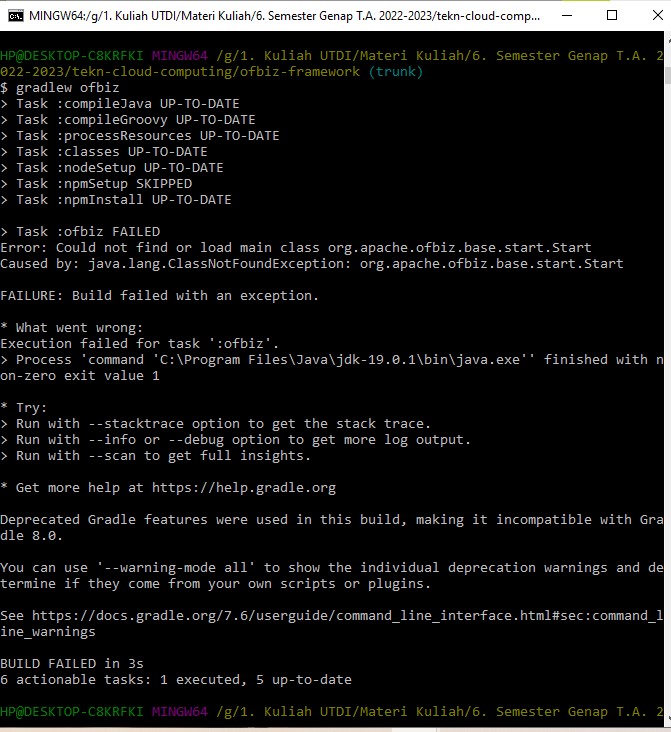 MINGW64:/g/1. Kuliah UTDI/Materi Kuliah/6. Semester Genap T.A. 2022-2023/tekn-cloud-comp...
HP@DESKTOP-C8KRFKI MINGW64 /g/1. Kuliah UTDI/Materi Kuliah/6. Semester Genap T.A. 2
022-2023/tekn-cloud-computing/ofbiz-framework (trunk)
$ gradlew ofbiz
> Task :compileJava UP-TO-DATE
> Task :compileGroovy UP-TO-DATE
> Task :processResources UP-TO-DATE
> Task :classes UP-TO-DATE
> Task :nodeSetup UP-TO-DATE
> Task :npmSetup SKIPPED
> Task :npmInstall UP-TO-DATE
> Task :ofbiz FAILED
Error: Could not find or load main class org.apache.ofbiz.base.start.Start
Caused by: java.lang.ClassNotFoundException: org.apache.ofbiz.base.start.Start
FAILURE: Build failed with an exception.
* What went wrong:
Execution failed for task ':ofbiz'.
> Process 'command 'C:\Program Files\Java\jdk-19.0.1\bin\java.exe'' finished with n
on-zero exit value 1
* Try:
> Run with --stacktrace option to get the stack trace.
> Run with --info or --debug option to get more log output.
> Run with --scan to get full insights.
* Get more help at https://help.gradle.org
Deprecated Gradle features were used in this build, making it incompatible with Gra
dle 8.0.
You can use '--warning-mode all' to show the individual deprecation warnings and de
termine if they come from your own scripts or plugins.
See https://docs.gradle.org/7.6/userguide/command_line_interface.html#sec:command_l
ine_warnings
BUILD FAILED in 3s
6 actionable tasks: 1 executed, 5 up-to-date
HP@DESKTOP-C8KRFKI MINGW64 /g/1. Kuliah UTDI/Materi Kuliah/6. Semester Genap T.A. 2